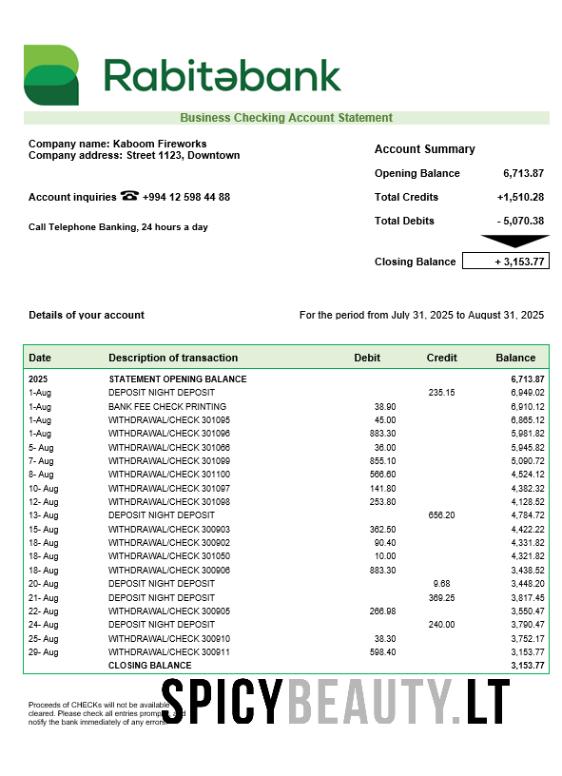 Rabitəbank
Business Checking Account Statement
Company name: Kaboom Fireworks
Company address: Street 1123, Downtown
Account inquiries ☎ +994 12 598 44 88
Call Telephone Banking, 24 hours a day
Account Summary
Opening Balance 6,713.87
Total Credits +1,510.28
Total Debits - 5,070.38
Closing Balance + 3,153.77
Details of your account For the period from July 31, 2025 to August 31, 2025
Date Description of transaction Debit Credit Balance
2025 STATEMENT OPENING BALANCE 6,713.87
1-Aug DEPOSIT NIGHT DEPOSIT 235.15 6,949.02
1-Aug BANK FEE CHECK PRINTING 38.90 6,910.12
1-Aug WITHDRAWAL/CHECK 301095 45.00 6,865.12
1-Aug WITHDRAWAL/CHECK 301096 883.30 5,981.82
5- Aug WITHDRAWAL/CHECK 301066 36.00 5,945.82
7- Aug WITHDRAWAL/CHECK 301099 855.10 5,090.72
8- Aug WITHDRAWAL/CHECK 301100 566.60 4,524.12
10- Aug WITHDRAWAL/CHECK 301097 141.80 4,382.32
12- Aug WITHDRAWAL/CHECK 301098 253.80 4,128.52
13- Aug DEPOSIT NIGHT DEPOSIT 656.20 4,784.72
15- Aug WITHDRAWAL/CHECK 300903 362.50 4,422.22
18- Aug WITHDRAWAL/CHECK 300902 90.40 4,331.82
18- Aug WITHDRAWAL/CHECK 301050 10.00 4,321.82
18- Aug WITHDRAWAL/CHECK 300906 883.30 3,438.52
20- Aug DEPOSIT NIGHT DEPOSIT 9.68 3,448.20
21- Aug DEPOSIT NIGHT DEPOSIT 369.25 3,817.45
22- Aug WITHDRAWAL/CHECK 300905 266.98 3,550.47
24- Aug DEPOSIT NIGHT DEPOSIT 240.00 3,790.47
25- Aug WITHDRAWAL/CHECK 300910 38.30 3,752.17
29- Aug WITHDRAWAL/CHECK 300911 598.40 3,153.77
CLOSING BALANCE 3,153.77
Proceeds of CHECKs will not be available
cleared. Please check all entries and
notify the bank immediately of any
SPICYBEAUTY.LT